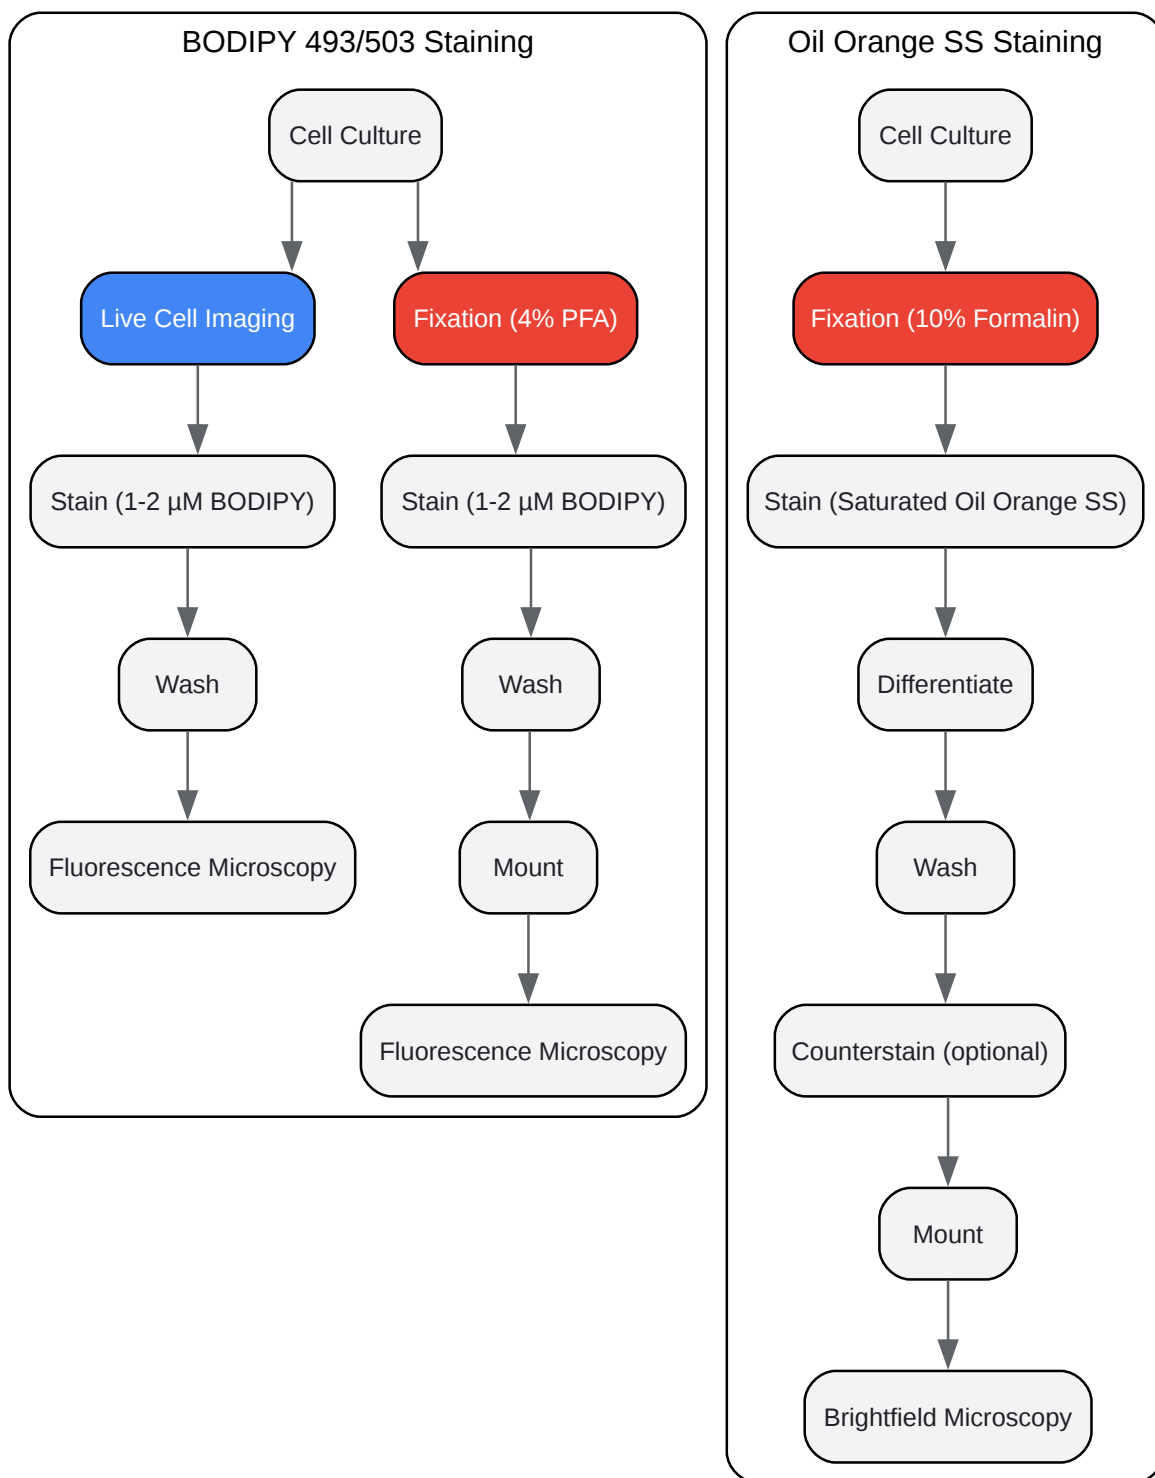 BODIPY 493/503 Staining
Cell Culture
Live Cell Imaging
Fixation (4% PFA)
Stain (1-2 µM BODIPY)
Stain (1-2 µM BODIPY)
Wash
Wash
Fluorescence Microscopy
Mount
Fluorescence Microscopy
Oil Orange SS Staining
Cell Culture
Fixation (10% Formalin)
Stain (Saturated Oil Orange SS)
Differentiate
Wash
Counterstain (optional)
Mount
Brightfield Microscopy